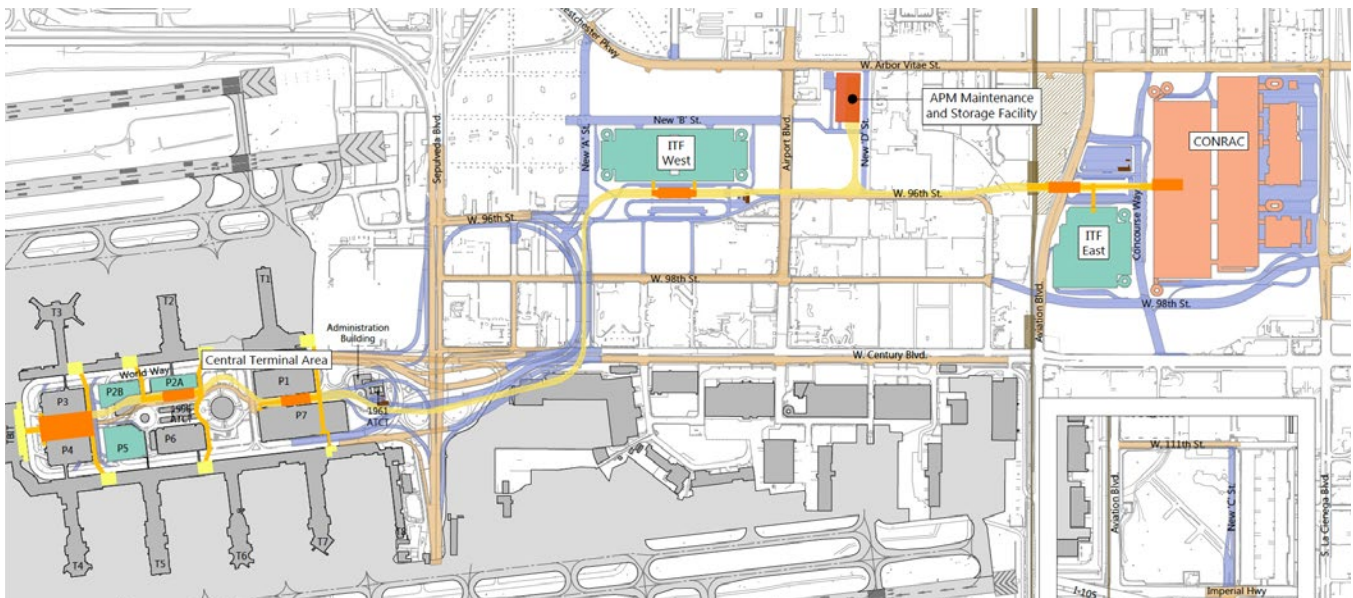 Westchester Pkwy
W. Arbor Vitae St.
APM Maintenance
and Storage Facility
New 'B' St.
New 'A' St.
ITF
West
Airport Blvd.
New 'D' St.
CONRAC
Sepulveda Blvd.
W. 96th St.
W. 96th St.
Concourse Way
ITF
East
W. 98th St.
W. 98th St.
Aviation Blvd.
T3
T2
T1
Administration
Building
Central Terminal Area
W. Century Blvd.
World Way
P2B
P2A
P1
P3
1961
ATCT
P7
TBIT
P4
P5
P6
ATCT
T4
T5
T6
T7
W. 111th St.
Aviation Blvd.
New 'C' St.
S. La Cienega Blvd.
I-105
Imperial Hwy